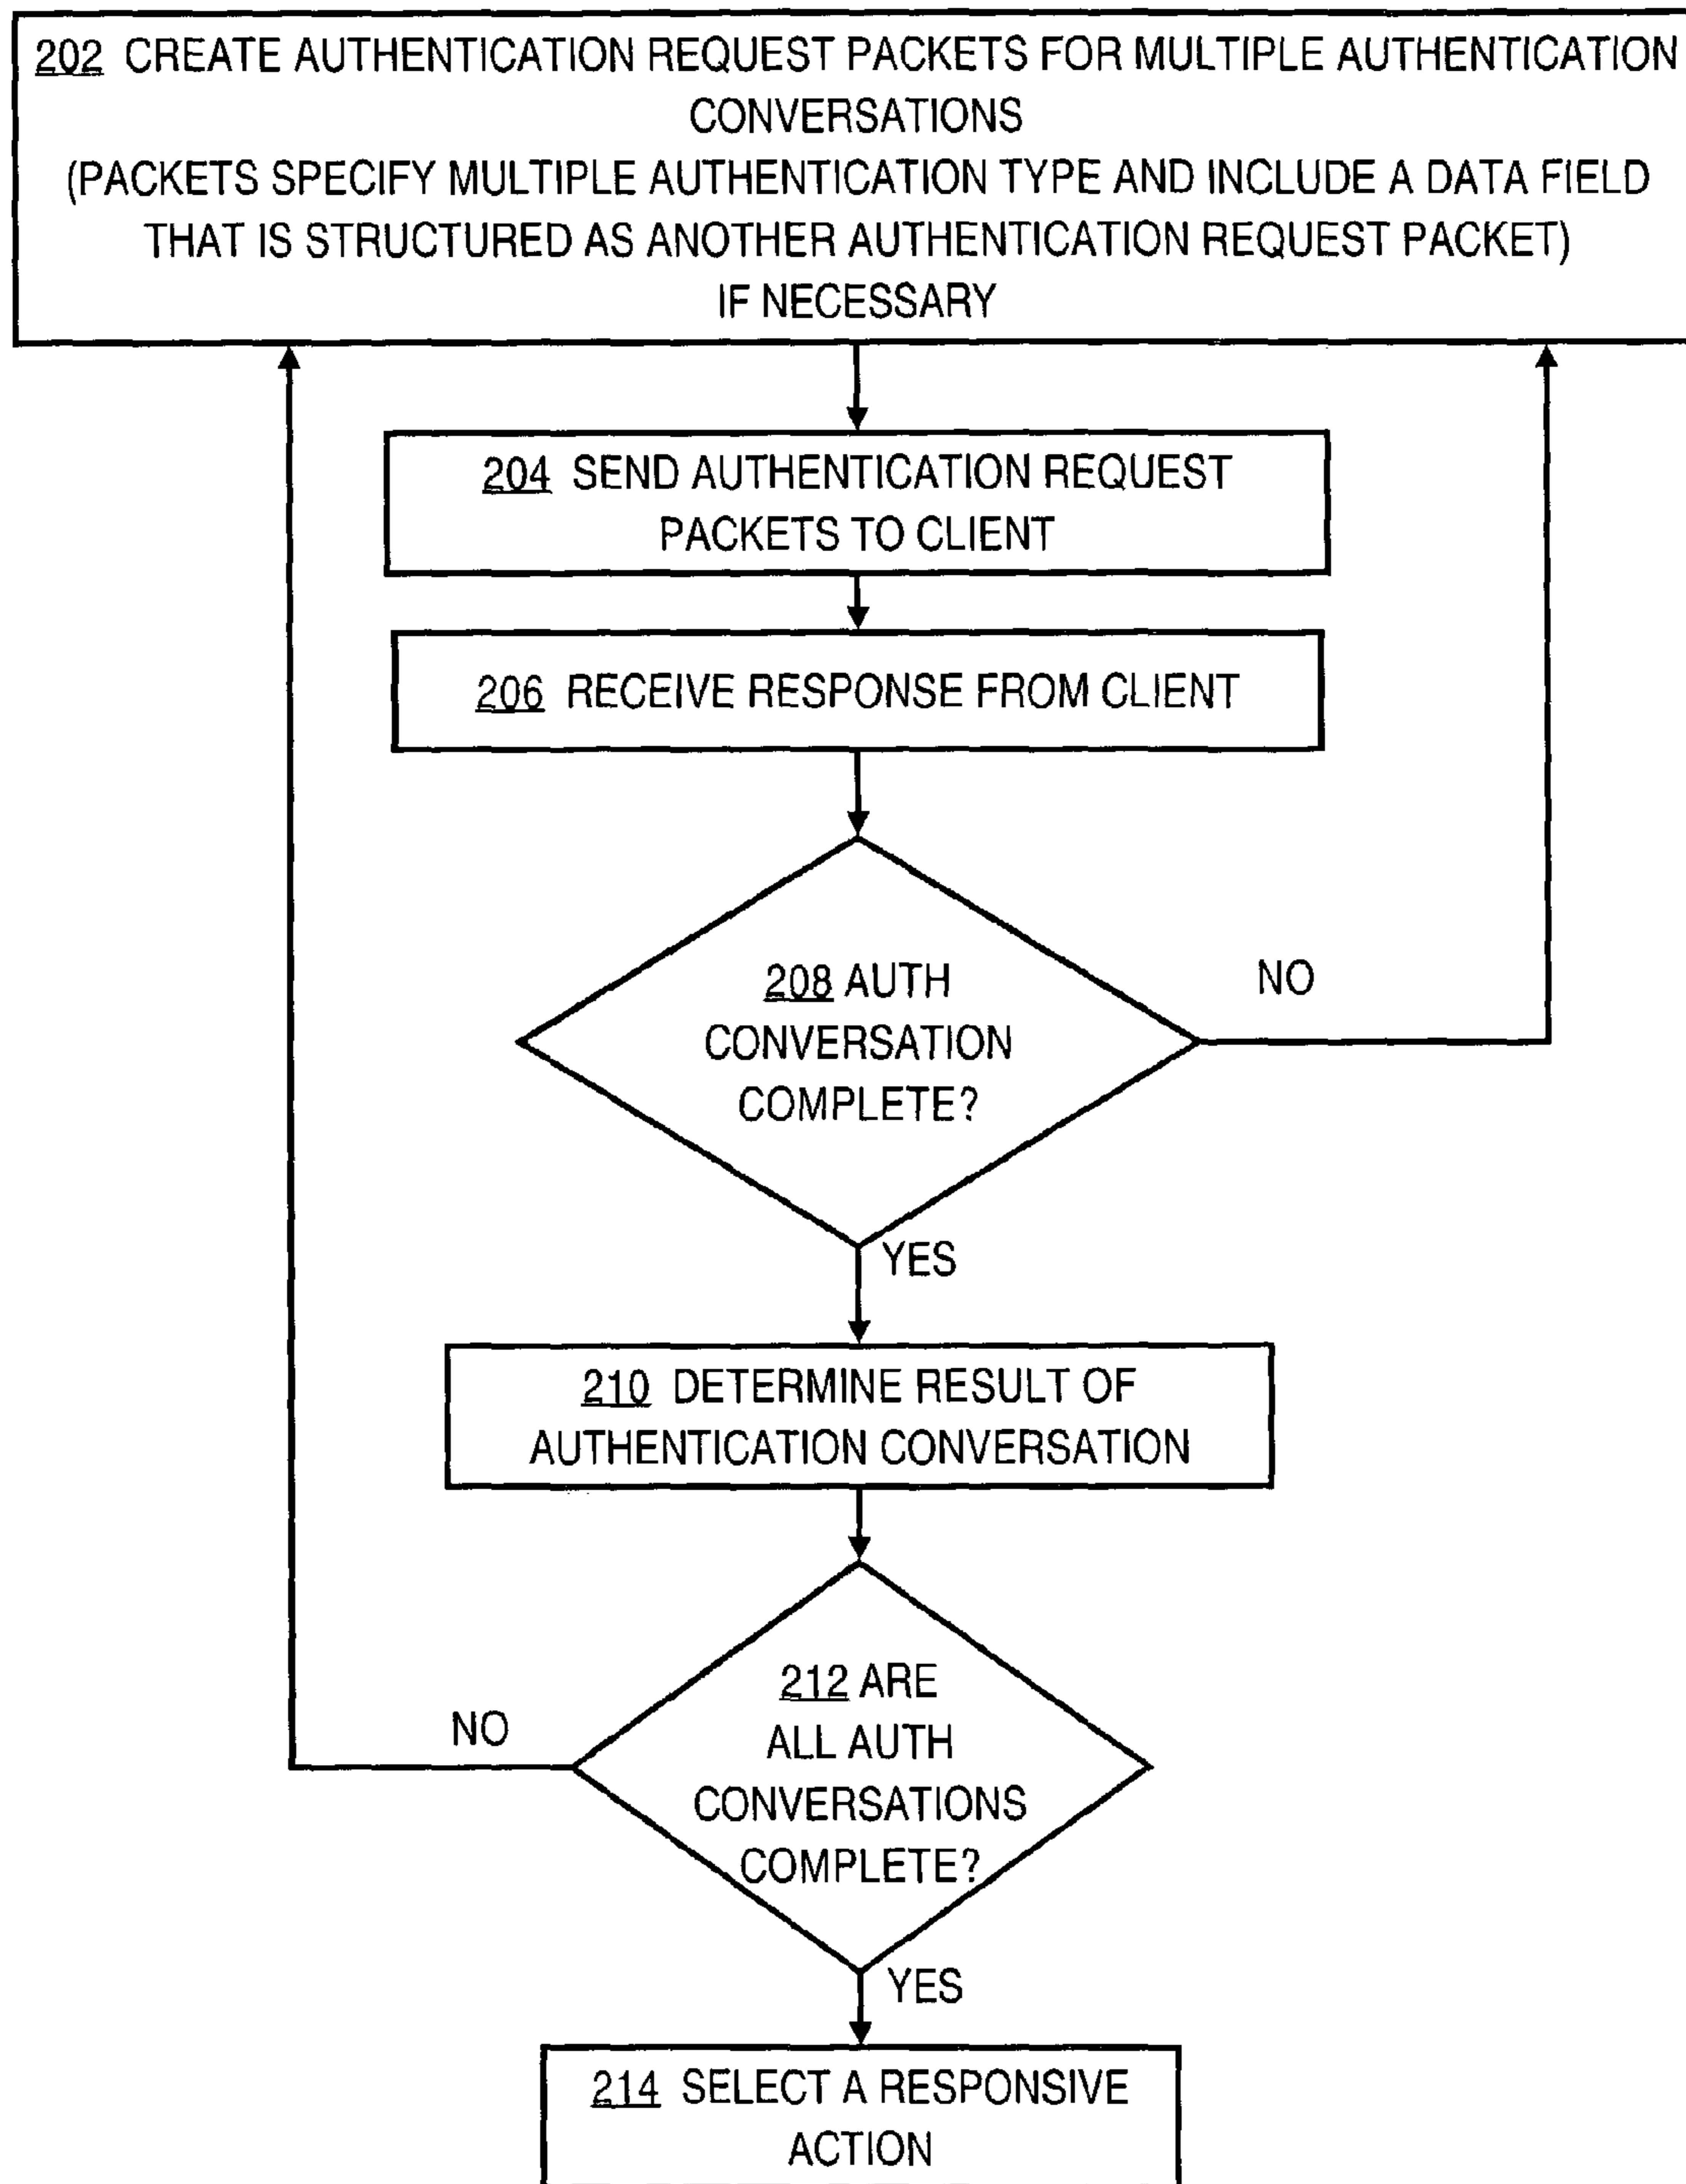 202 CREATE AUTHENTICATION REQUEST PACKETS FOR MULTIPLE AUTHENTICATION
CONVERSATIONS
(PACKETS SPECIFY MULTIPLE AUTHENTICATION TYPE AND INCLUDE A DATA FIELD
THAT IS STRUCTURED AS ANOTHER AUTHENTICATION REQUEST PACKET)
IF NECESSARY
204 SEND AUTHENTICATION REQUEST
PACKETS TO CLIENT
206 RECEIVE RESPONSE FROM CLIENT
208 AUTH
CONVERSATION
COMPLETE?
NO
YES
210 DETERMINE RESULT OF
AUTHENTICATION CONVERSATION
212 ARE
ALL AUTH
CONVERSATIONS
COMPLETE?
NO
YES
214 SELECT A RESPONSIVE
ACTION